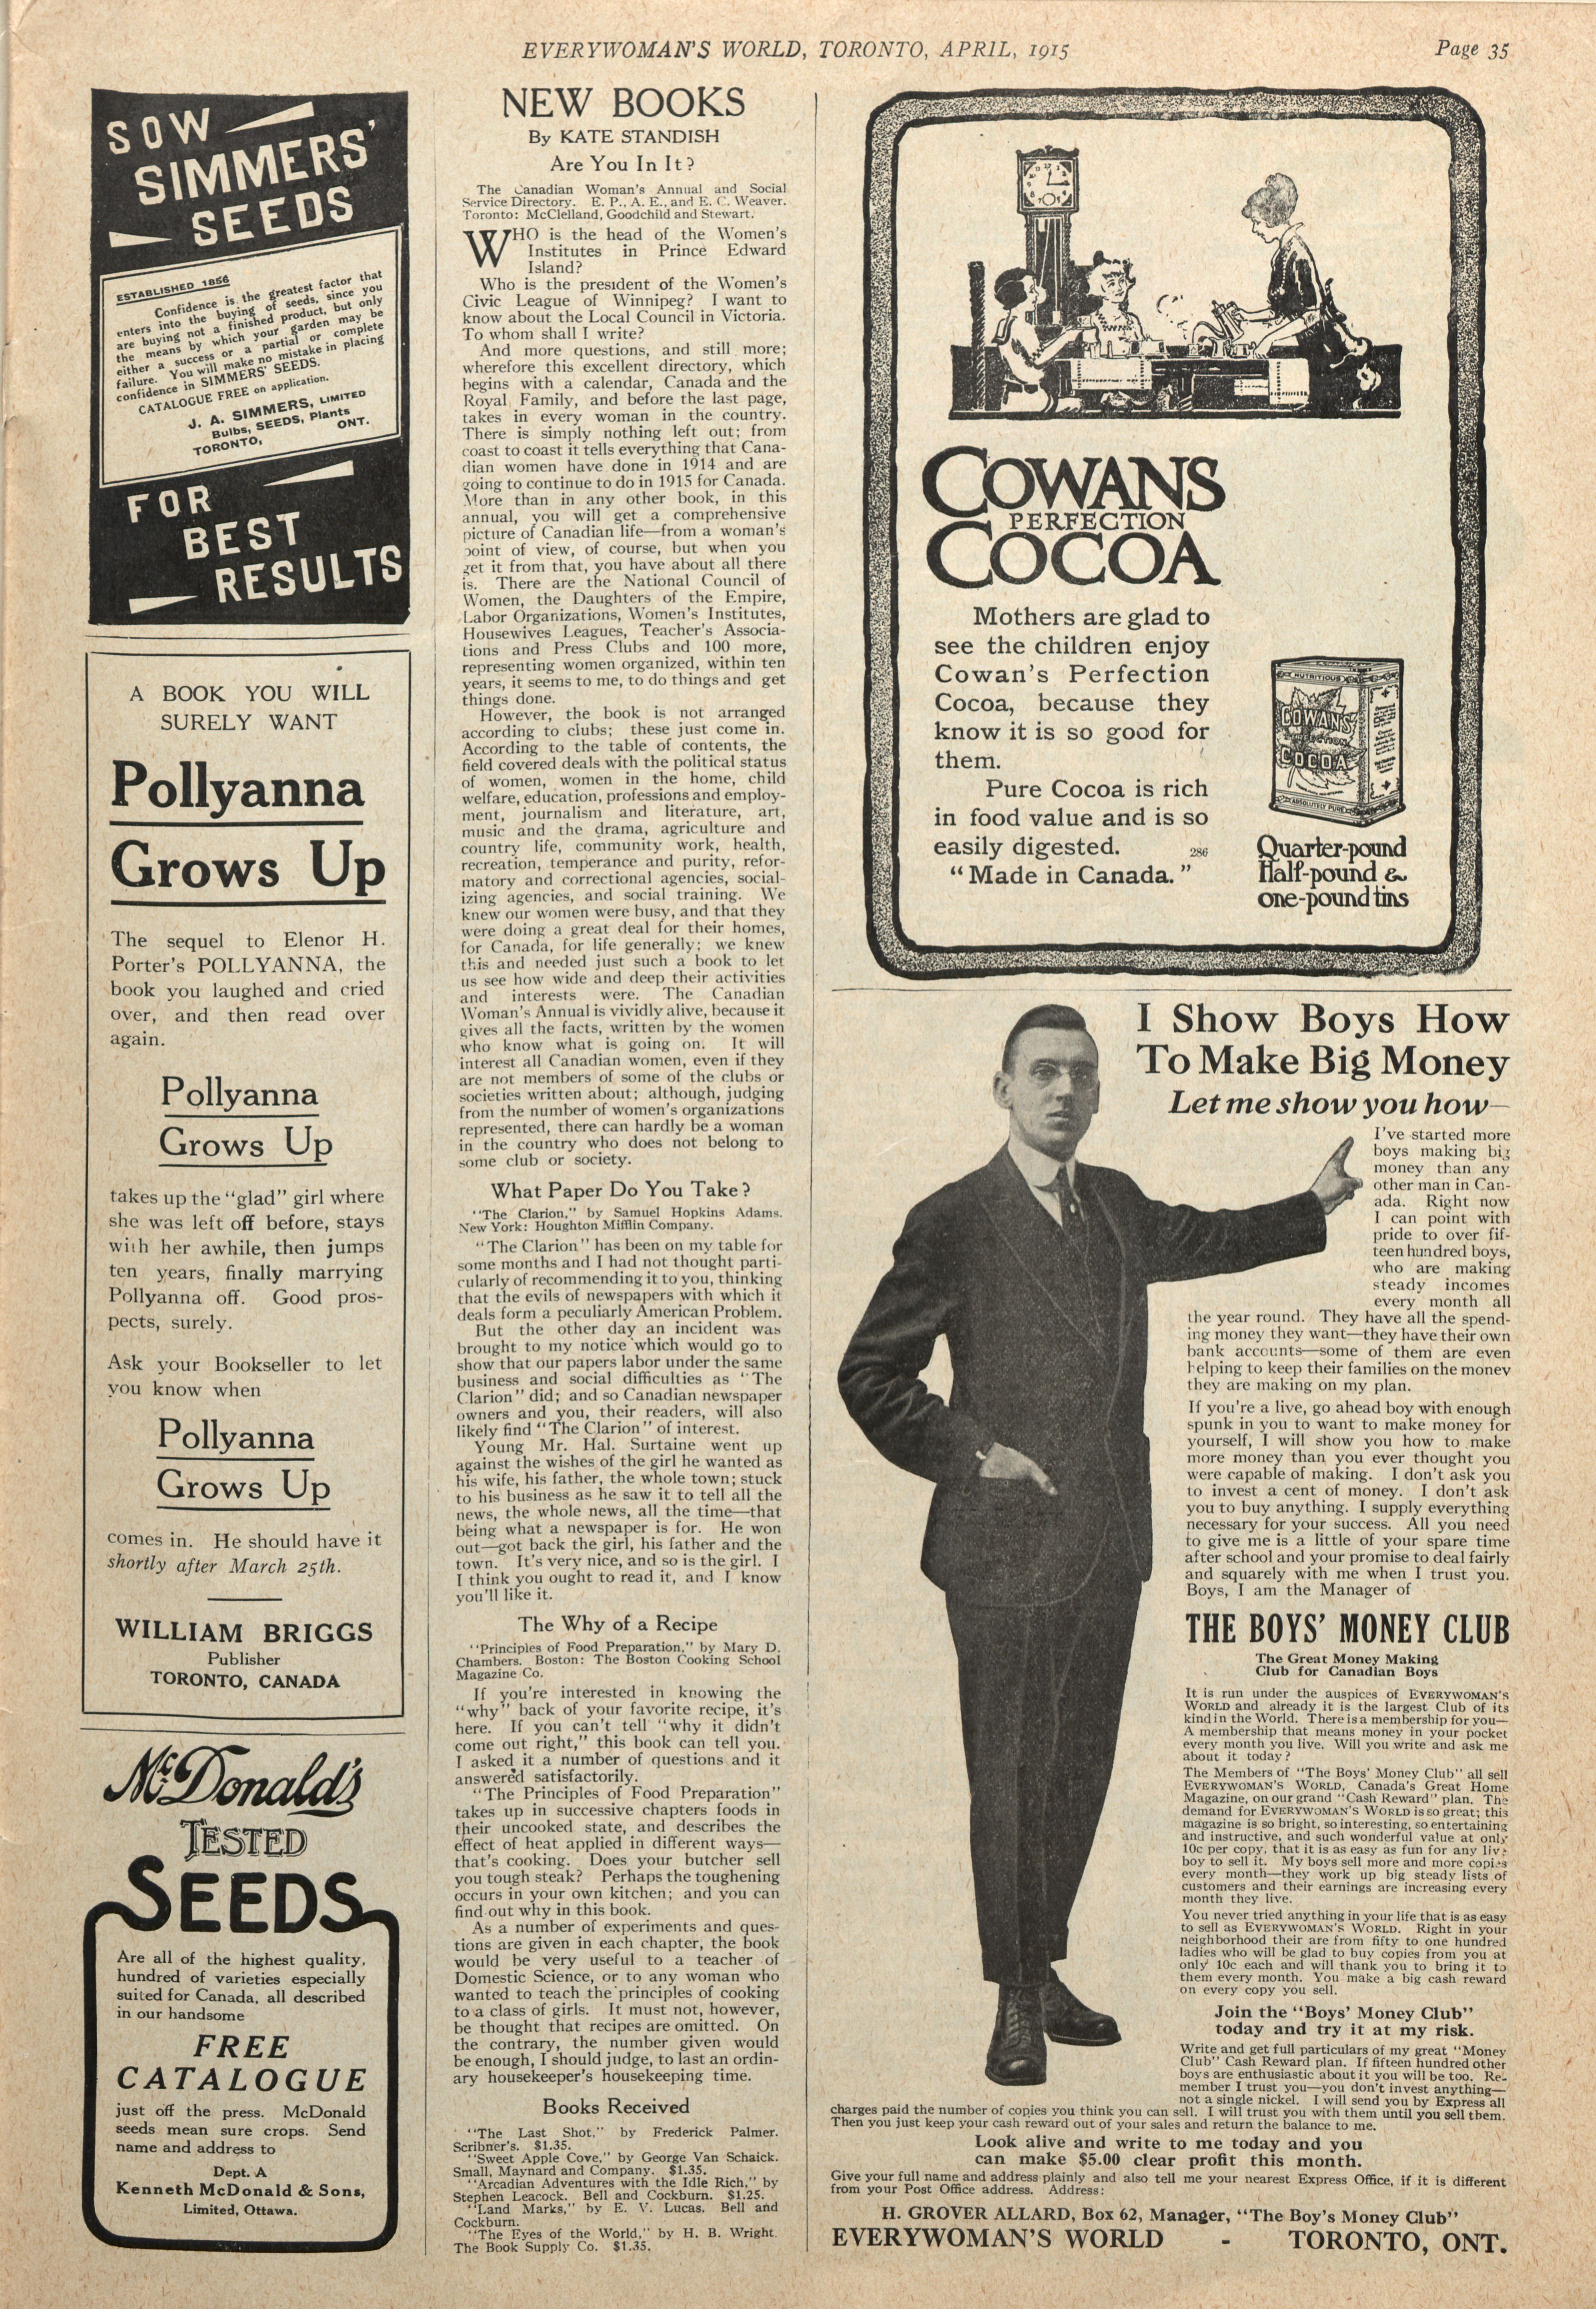 EVERYWOMAN'S WORLD, TORONTO, APRIL, 1915
Page 35
SOW
SIMMERS'
SEEDS
ESTABLISHED 1856
Confidence is the greatest factor that
enters into the buying of seeds, since you
are buying not a finished product, but only
the means by which your garden may be
either a success or a partial or complete
failure. You will make no mistake in placing
confidence in SIMMERS' SEEDS.
CATALOGUE FREE on application.
J. A. SIMMERS, LIMITED
Bulbs, SEEDS, Plants
TORONTO, ONT.
FOR
BEST
RESULTS
A BOOK YOU WILL
SURELY WANT
Pollyanna
Grows Up
The sequel to Elenor H.
Porter's POLLYANNA, the
book you laughed and cried
over, and then read over
again.
Pollyanna
Grows Up
takes up the "glad" girl where
she was left off before, stays
with her awhile, then jumps
ten years, finally marrying
Pollyanna off. Good pros-
pects, surely.
Ask your Bookseller to let
you know when
Pollyanna
Grows Up
comes in. He should have it
shortly after March 25th.
WILLIAM BRIGGS
Publisher
TORONTO, CANADA
McDonald's
TESTED
SEEDS
Are all of the highest quality,
hundred of varieties especially
suited for Canada, all described
in our handsome
FREE
CATALOGUE
just off the press. McDonald
seeds mean sure crops. Send
name and address to
Dept. A
Kenneth McDonald & Sons,
Limited, Ottawa.
NEW BOOKS
By KATE STANDISH
Are You In It?
The Canadian Woman's Annual and Social
Service Directory. E. P., A. E., and E. C. Weaver.
Toronto: McClelland, Goodchild and Stewart.
WHO is the head of the Women's
Institutes in Prince Edward
Island?
Who is the president of the Women's
Civic League of Winnipeg? I want to
know about the Local Council in Victoria.
To whom shall I write?
And more questions, and still more;
wherefore this excellent directory, which
begins with a calendar, Canada and the
Royal Family, and before the last page,
takes in every woman in the country.
There is simply nothing left out; from
coast to coast it tells everything that Cana-
dian women have done in 1914 and are
going to continue to do in 1915 for Canada.
More than in any other book, in this
annual, you will get a comprehensive
picture of Canadian life—from a woman's
point of view, of course, but when you
get it from that, you have about all there
is. There are the National Council of
Women, the Daughters of the Empire,
Labor Organizations, Women's Institutes,
Housewives Leagues, Teacher's Associa-
tions and Press Clubs and 100 more,
representing women organized, within ten
years, it seems to me, to do things and get
things done.
However, the book is not arranged
according to clubs; these just come in.
According to the table of contents, the
field covered deals with the political status
of women, women in the home, child
welfare, education, professions and employ-
ment, journalism and literature, art,
music and the drama, agriculture and
country life, community work, health,
recreation, temperance and purity, refor-
matory and correctional agencies, social-
izing agencies, and social training. We
knew our women were busy, and that they
were doing a great deal for their homes,
for Canada, for life generally; we knew
this and needed just such a book to let
us see how wide and deep their activities
and interests were. The Canadian
Woman's Annual is vividly alive, because it
gives all the facts, written by the women
who know what is going on. It will
interest all Canadian women, even if they
are not members of some of the clubs or
societies written about; although, judging
from the number of women's organizations
represented, there can hardly be a woman
in the country who does not belong to
some club or society.
What Paper Do You Take?
"The Clarion," by Samuel Hopkins Adams.
New York: Houghton Mifflin Company.
"The Clarion" has been on my table for
some months and I had not thought parti-
cularly of recommending it to you, thinking
that the evils of newspapers with which it
deals form a peculiarly American Problem.
But the other day an incident was
brought to my notice which would go to
show that our papers labor under the same
business and social difficulties as "The
Clarion" did; and so Canadian newspaper
owners and you, their readers, will also
likely find "The Clarion" of interest.
Young Mr. Hal. Surtaine went up
against the wishes of the girl he wanted as
his wife, his father, the whole town; stuck
to his business as he saw it to tell all the
news, the whole news, all the time—that
being what a newspaper is for. He won
out—got back the girl, his father and the
town. It's very nice, and so is the girl. I
I think you ought to read it, and I know
you'll like it.
The Why of a Recipe
"Principles of Food Preparation," by Mary D.
Chambers. Boston: The Boston Cooking School
Magazine Co.
If you're interested in knowing the
"why" back of your favorite recipe, it's
here. If you can't tell "why it didn't
come out right," this book can tell you.
I asked it a number of questions and it
answered satisfactorily.
"The Principles of Food Preparation"
takes up in successive chapters foods in
their uncooked state, and describes the
effect of heat applied in different ways—
that's cooking. Does your butcher sell
you tough steak? Perhaps the toughening
occurs in your own kitchen; and you can
find out why in this book.
As a number of experiments and ques-
tions are given in each chapter, the book
would be very useful to a teacher of
Domestic Science, or to any woman who
wanted to teach the principles of cooking
to a class of girls. It must not, however,
be thought that recipes are omitted. On
the contrary, the number given would
be enough, I should judge, to last an ordin-
ary housekeeper's housekeeping time.
Books Received
"The Last Shot," by Frederick Palmer.
Scribner's. $1.35.
"Sweet Apple Cove," by George Van Schaick.
Small, Maynard and Company. $1.35.
"Arcadian Adventures with the Idle Rich," by
Stephen Leacock. Bell and Cockburn. $1.25.
"Land Marks," by E. V. Lucas. Bell and
Cockburn.
"The Eyes of the World," by H. B. Wright.
The Book Supply Co. $1.35.
COWANS
PERFECTION
COCOA
Mothers are glad to
see the children enjoy
Cowan's Perfection
Cocoa, because they
know it is so good for
them.
Pure Cocoa is rich
in food value and is so
easily digested. 286
"Made in Canada."
NUTRITIOUS
COWAN'S
PERFECTION
COCOA
ABSOLUTELY PURE
Quarter-pound
Half-pound &
one-pound tins
I Show Boys How
To Make Big Money
Let me show you how—
I've started more
boys making big
money than any
other man in Can-
ada. Right now
I can point with
pride to over fif-
teen hundred boys,
who are making
steady incomes
every month all
the year round. They have all the spend-
ing money they want—they have their own
bank accounts—some of them are even
helping to keep their families on the money
they are making on my plan.
If you're a live, go ahead boy with enough
spunk in you to want to make money for
yourself, I will show you how to make
more money than you ever thought you
were capable of making. I don't ask you
to invest a cent of money. I don't ask
you to buy anything. I supply everything
necessary for your success. All you need
to give me is a little of your spare time
after school and your promise to deal fairly
and squarely with me when I trust you.
Boys, I am the Manager of
THE BOYS' MONEY CLUB
The Great Money Making
Club for Canadian Boys
It is run under the auspices of EVERYWOMAN'S
WORLD and already it is the largest Club of its
kind in the World. There is a membership for you—
A membership that means money in your pocket
every month you live. Will you write and ask me
about it today?
The Members of "The Boys' Money Club" all sell
EVERYWOMAN'S WORLD, Canada's Great Home
Magazine, on our grand "Cash Reward" plan. The
demand for EVERYWOMAN'S WORLD is so great; this
magazine is so bright, so interesting, so entertaining
and instructive, and such wonderful value at only
10c per copy, that it is as easy as fun for any live
boy to sell it. My boys sell more and more copies
every month—they work up big steady lists of
customers and their earnings are increasing every
month they live.
You never tried anything in your life that is as easy
to sell as EVERYWOMAN'S WORLD. Right in your
neighborhood their are from fifty to one hundred
ladies who will be glad to buy copies from you at
only 10c each and will thank you to bring it to
them every month. You make a big cash reward
on every copy you sell.
Join the "Boys' Money Club"
today and try it at my risk.
Write and get full particulars of my great "Money
Club" Cash Reward plan. If fifteen hundred other
boys are enthusiastic about it you will be too. Re-
member I trust you—you don't invest anything—
not a single nickel. I will send you by Express all
charges paid the number of copies you think you can sell. I will trust you with them until you sell them.
Then you just keep your cash reward out of your sales and return the balance to me.
Look alive and write to me today and you
can make $5.00 clear profit this month.
Give your full name and address plainly and also tell me your nearest Express Office, if it is different
from your Post Office address. Address:
H. GROVER ALLARD, Box 62, Manager, "The Boy's Money Club"
EVERYWOMAN'S WORLD - TORONTO, ONT.